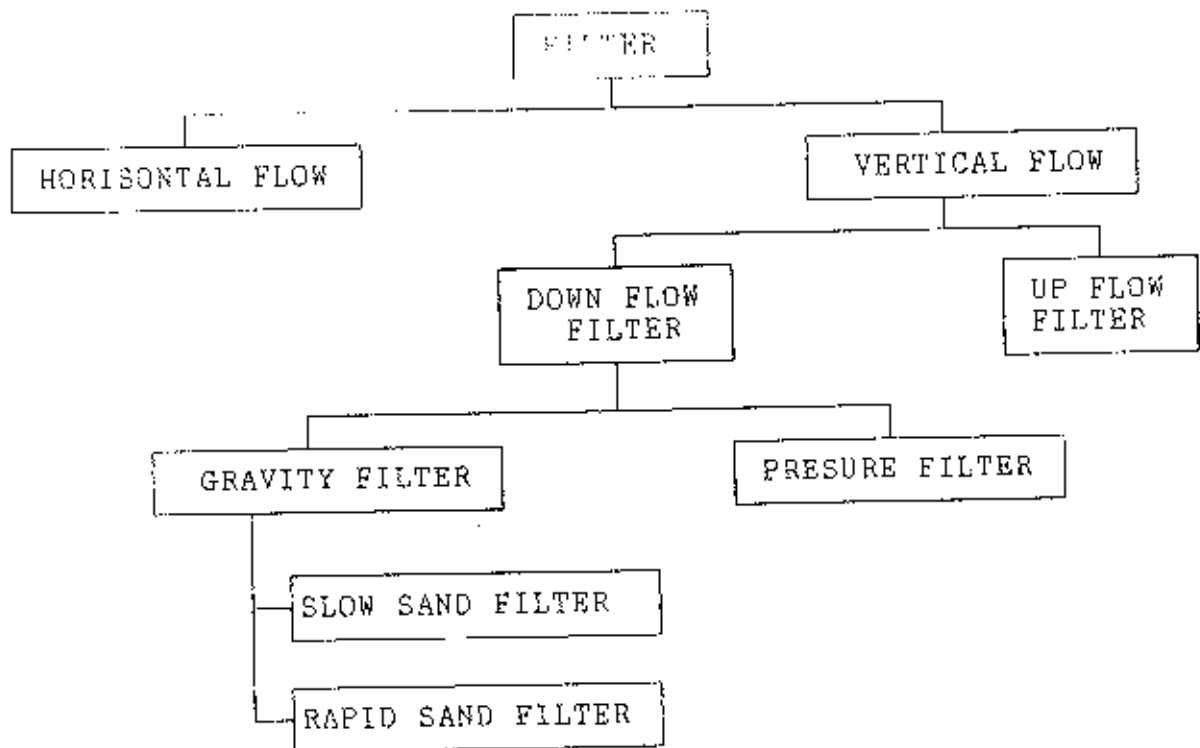 FILTER
HORISONTAL FLOW
VERTICAL FLOW
DOWN FLOW
FILTER
UP FLOW
FILTER
GRAVITY FILTER
PRESURE FILTER
SLOW SAND FILTER
RAPID SAND FILTER